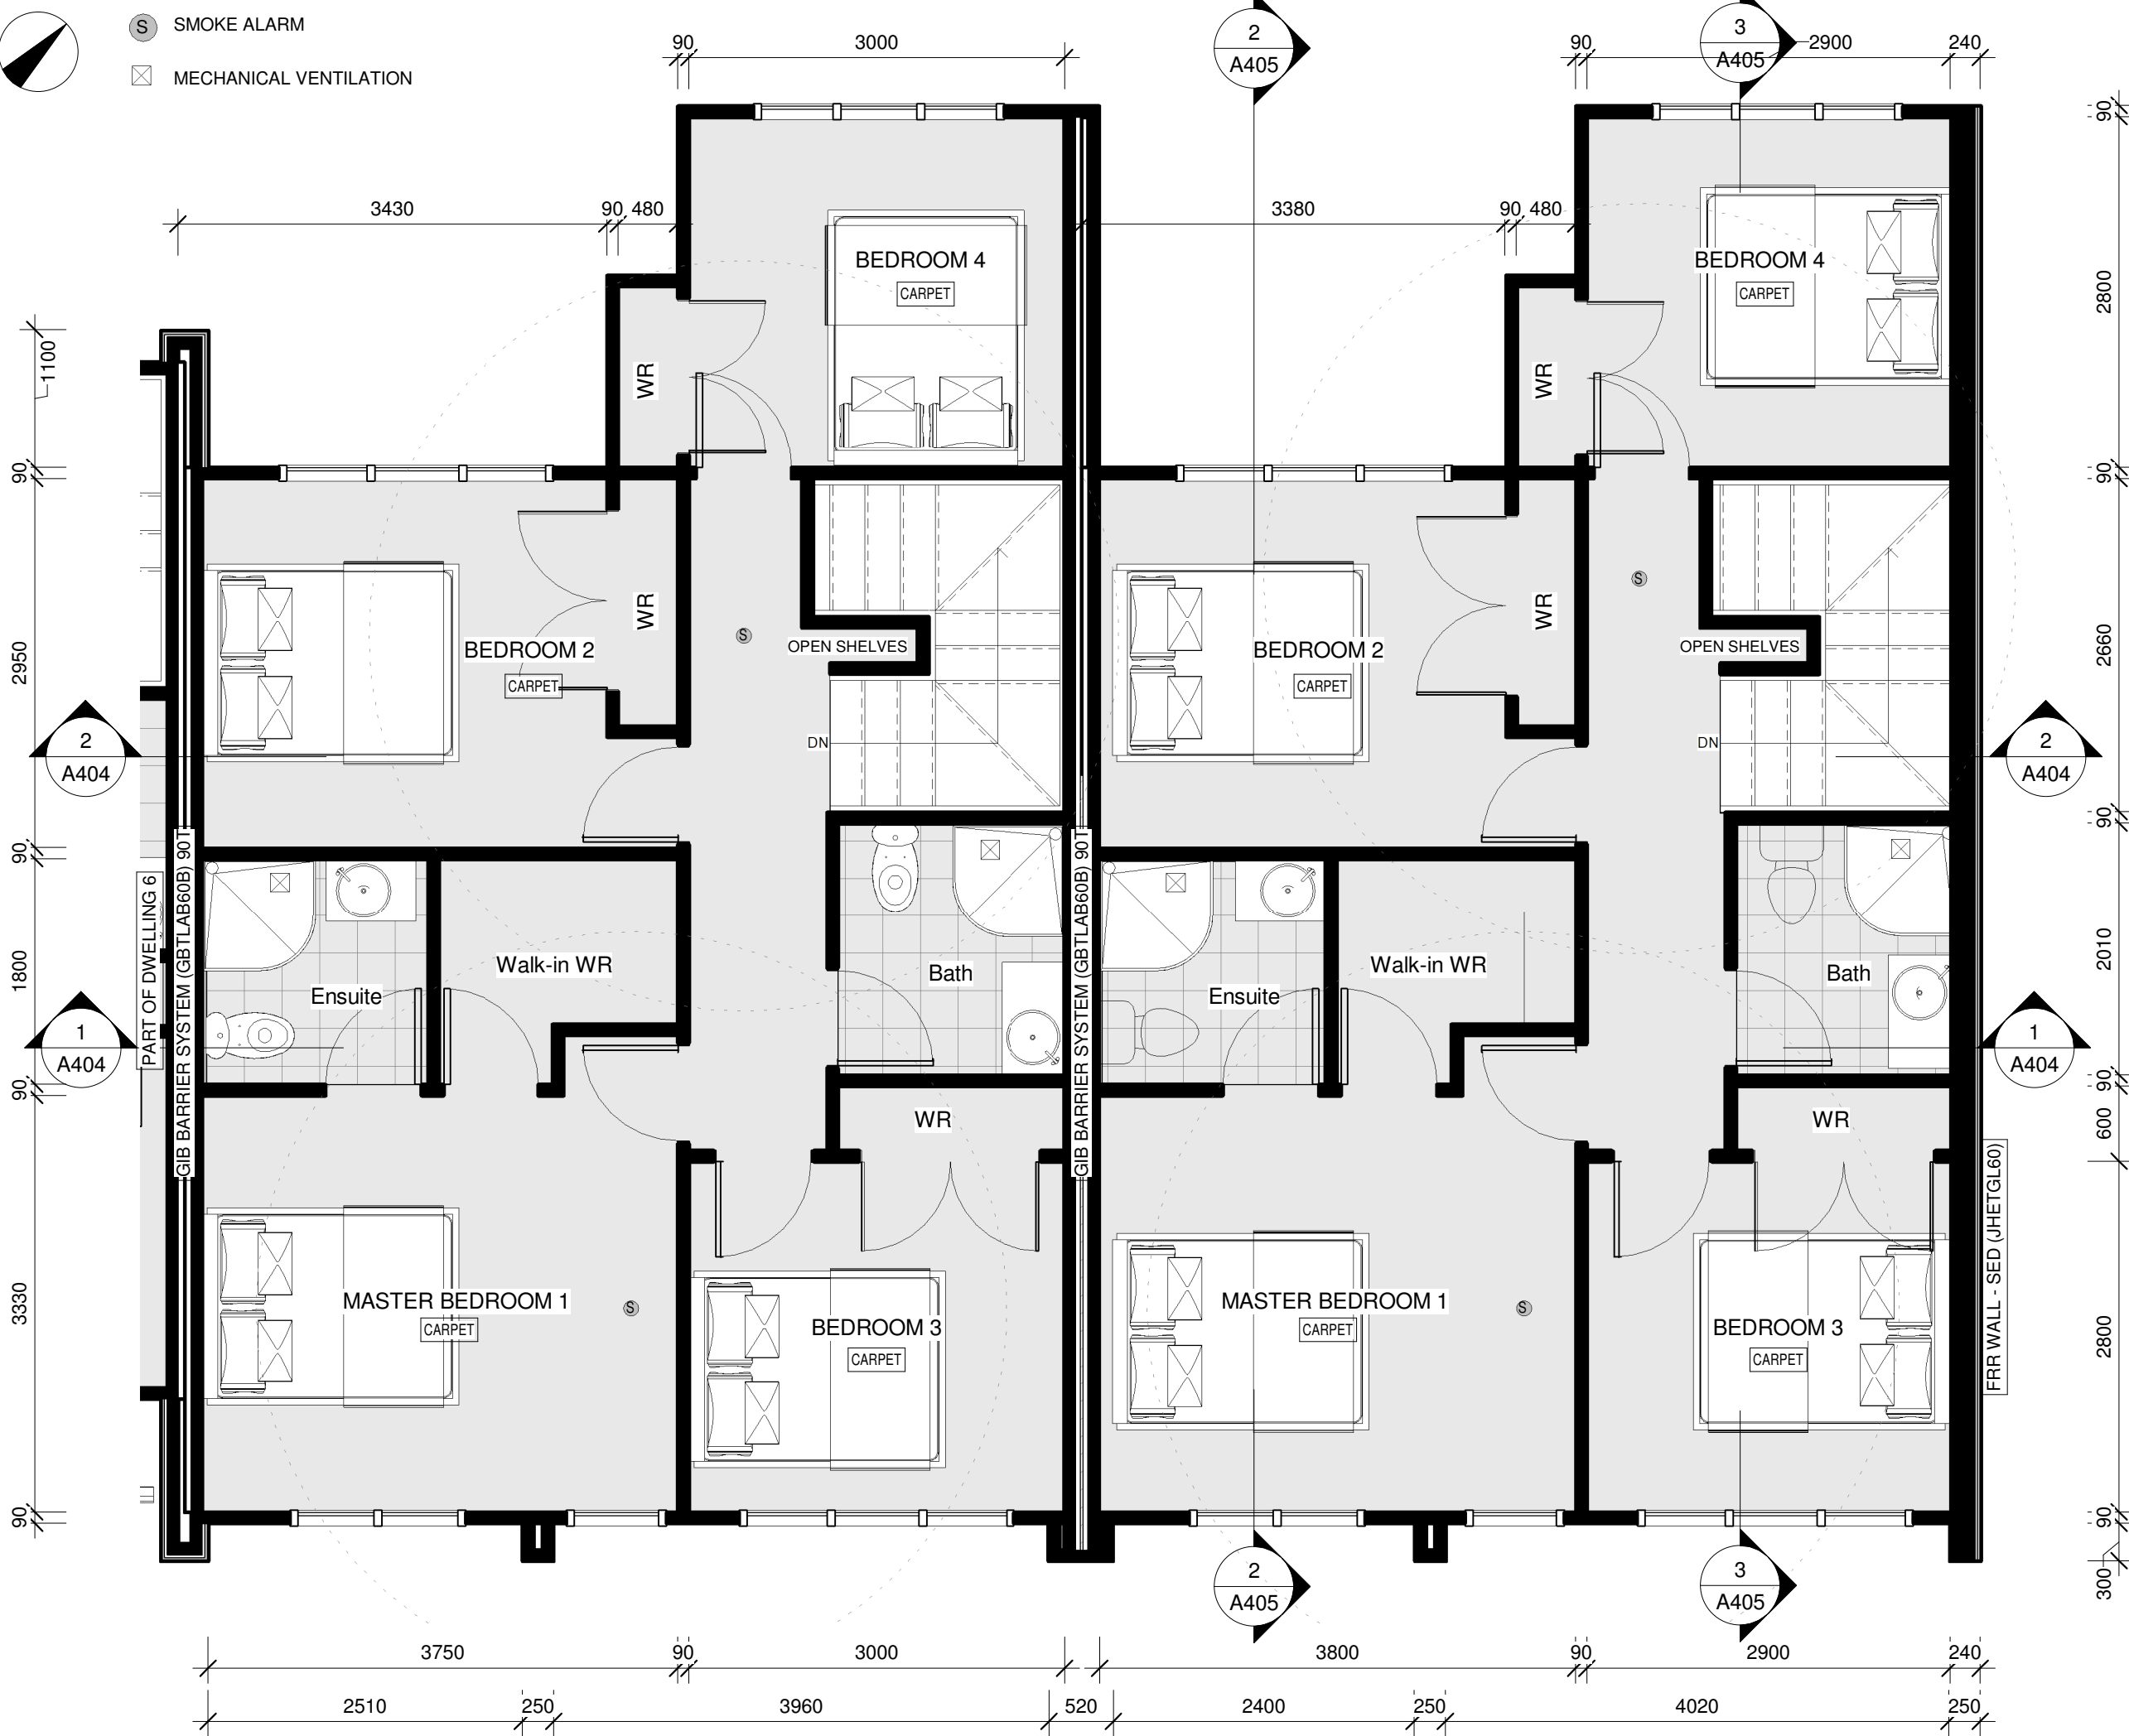 S SMOKE ALARM
MECHANICAL VENTILATION
90 3000
2
A405
90
3
A405
2900 240
3430 90 480
3380 90 480
90
2800
90
2660
90
2010
90
600
2800
90
300
1100
90
2950
90
1800
90
3330
90
BEDROOM 4
CARPET
BEDROOM 4
CARPET
WR
WR
WR
WR
S
S
BEDROOM 2
CARPET
OPEN SHELVES
BEDROOM 2
CARPET
OPEN SHELVES
2
A404
DN
DN
2
A404
PART OF DWELLING 6
GIB BARRIER SYSTEM (GBTLAB60B) 90T
GIB BARRIER SYSTEM (GBTLAB60B) 90T
Walk-in WR
Bath
Walk-in WR
Bath
Ensuite
Ensuite
1
A404
1
A404
WR
WR
FRR WALL - SED (JHETGL60)
MASTER BEDROOM 1
CARPET
S
BEDROOM 3
CARPET
MASTER BEDROOM 1
CARPET
S
BEDROOM 3
CARPET
2
A405
3
A405
3750 90 3000 3800 90 2900 240
2510 250 3960 520 2400 250 4020 250